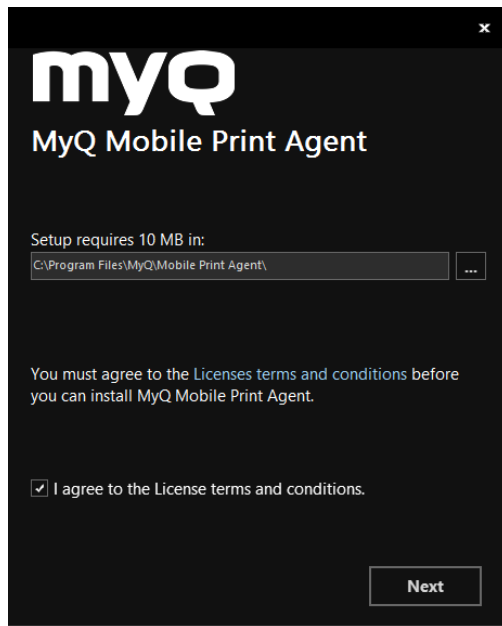 x
myQ
MyQ Mobile Print Agent
Setup requires 10 MB in:
C:\Program Files\MyQ\Mobile Print Agent\
...
You must agree to the Licenses terms and conditions before
you can install MyQ Mobile Print Agent.
I agree to the License terms and conditions.
Next